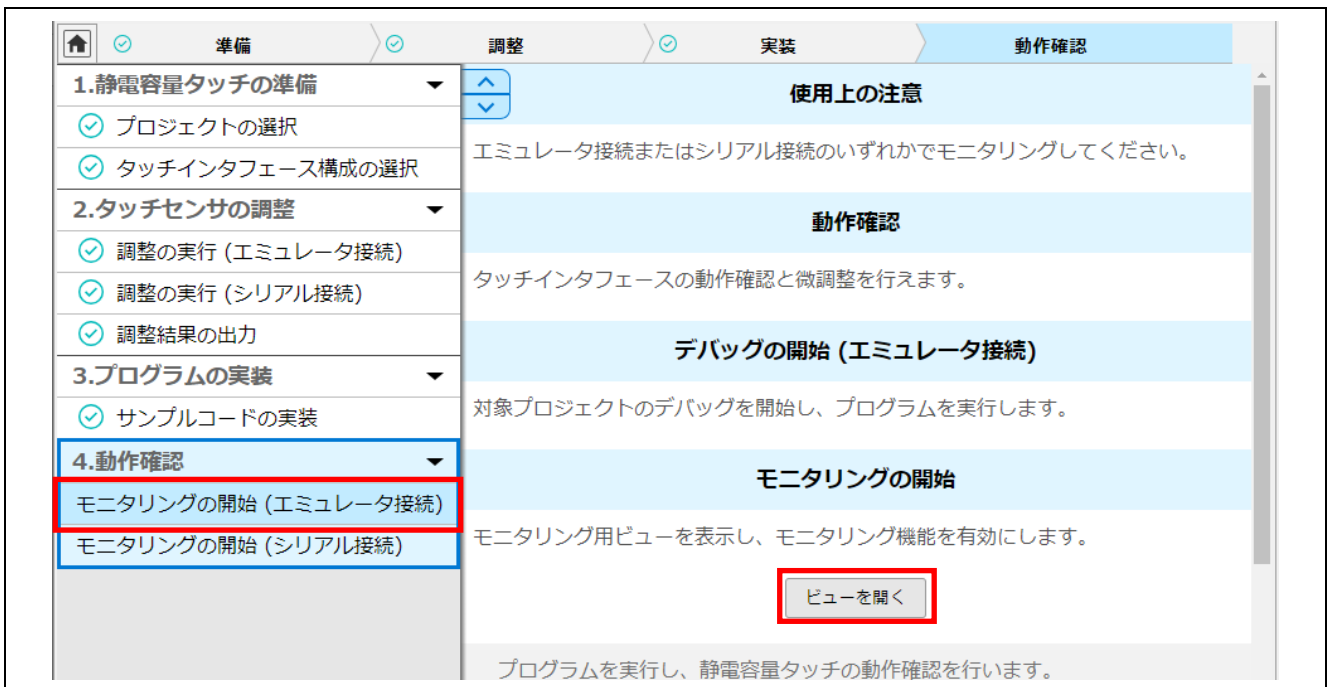 準備
調整
実装
動作確認
1.静電容量タッチの準備
プロジェクトの選択
タッチインタフェース構成の選択
2.タッチセンサの調整
調整の実行 (エミュレータ接続)
調整の実行 (シリアル接続)
調整結果の出力
3.プログラムの実装
サンプルコードの実装
4.動作確認
モニタリングの開始 (エミュレータ接続)
モニタリングの開始 (シリアル接続)
使用上の注意
エミュレータ接続またはシリアル接続のいずれかでモニタリングしてください。
動作確認
タッチインタフェースの動作確認と微調整を行えます。
デバッグの開始 (エミュレータ接続)
対象プロジェクトのデバッグを開始し、プログラムを実行します。
モニタリングの開始
モニタリング用ビューを表示し、モニタリング機能を有効にします。
ビューを開く
プログラムを実行し、静電容量タッチの動作確認を行います。